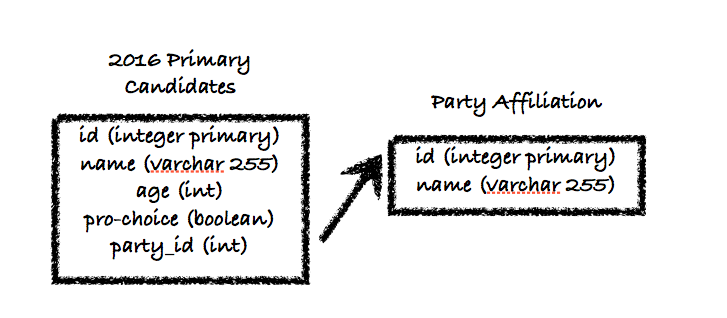 2016 Primary
Candidates
id (integer primary)
name (varchar 255)
age (int)
pro-choice (boolean)
party_id (int)
Party Affiliation
id (integer primary)
name (varchar 255)